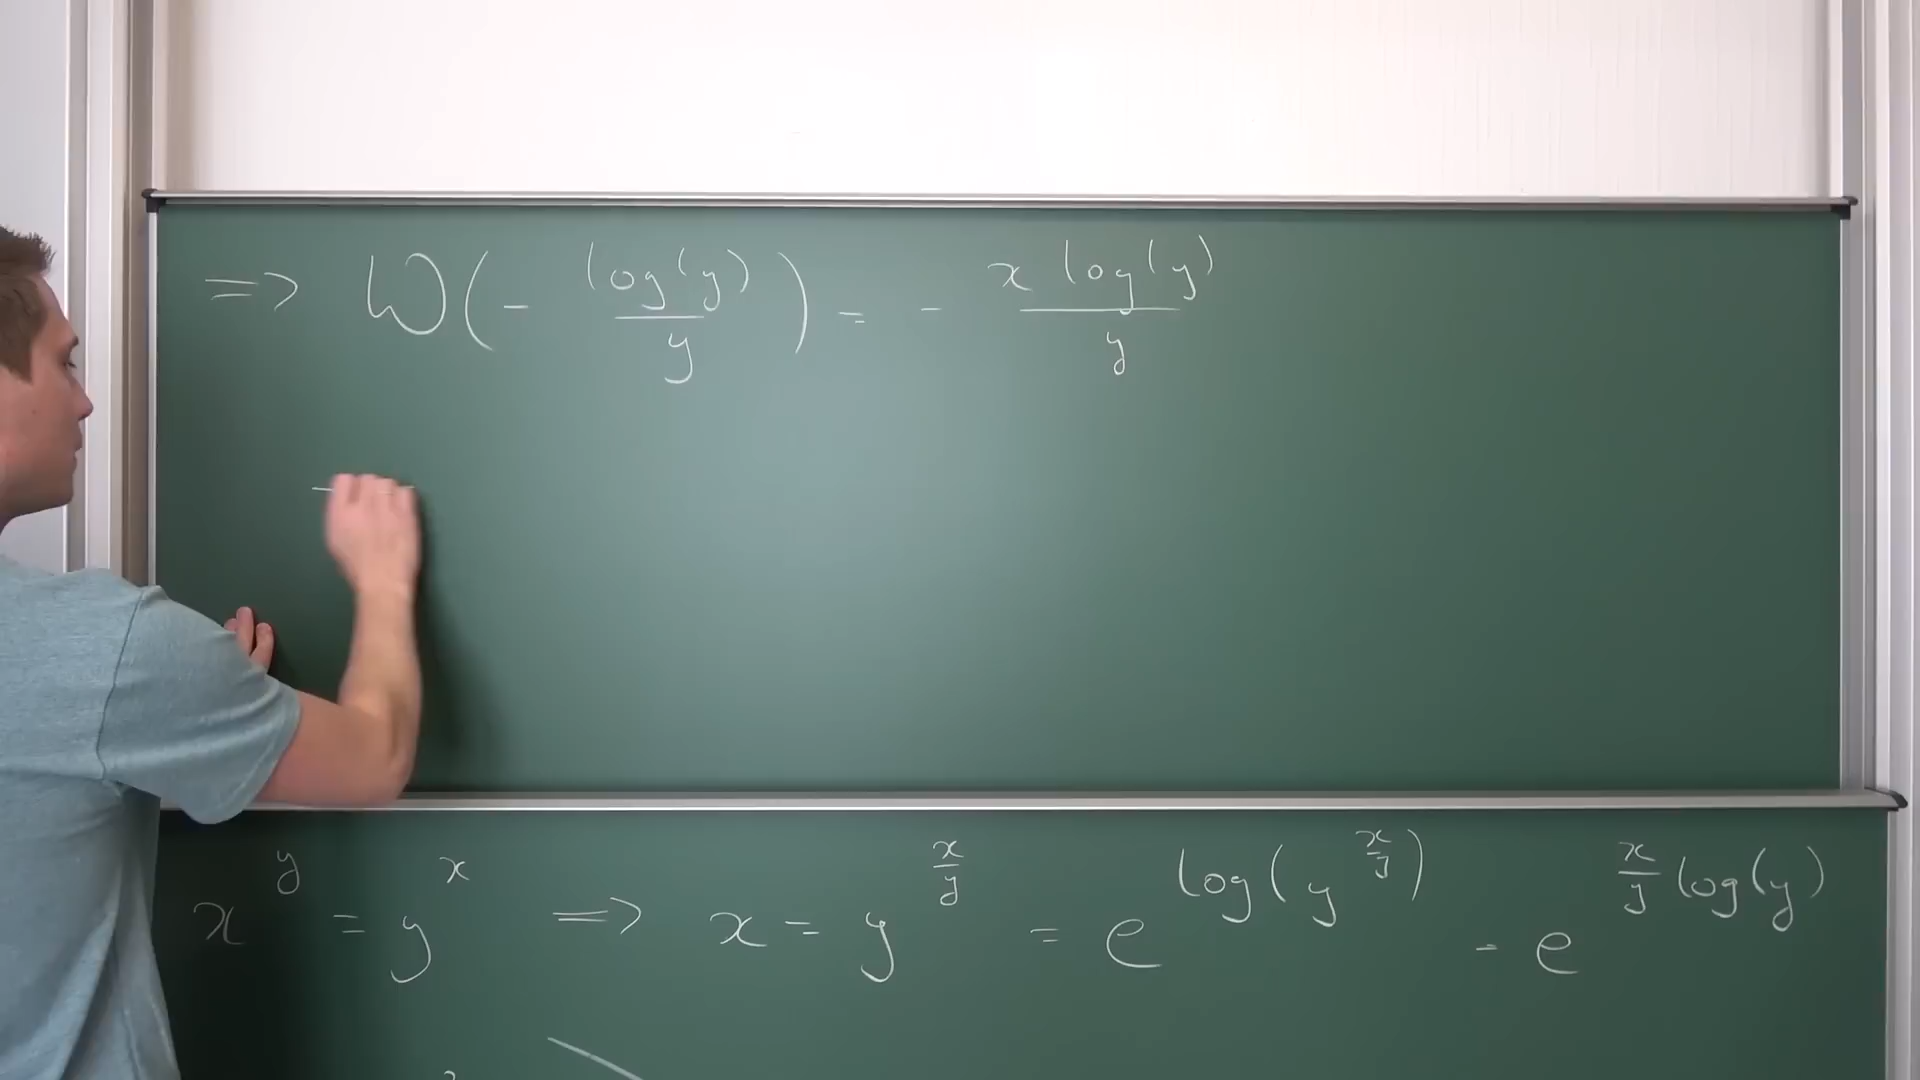 => W(- log(y)/y) = - x log(y)/y
x^y = y^x => x = y^(x/y) = e^(log(y^(x/y))) = e^(x/y log(y))